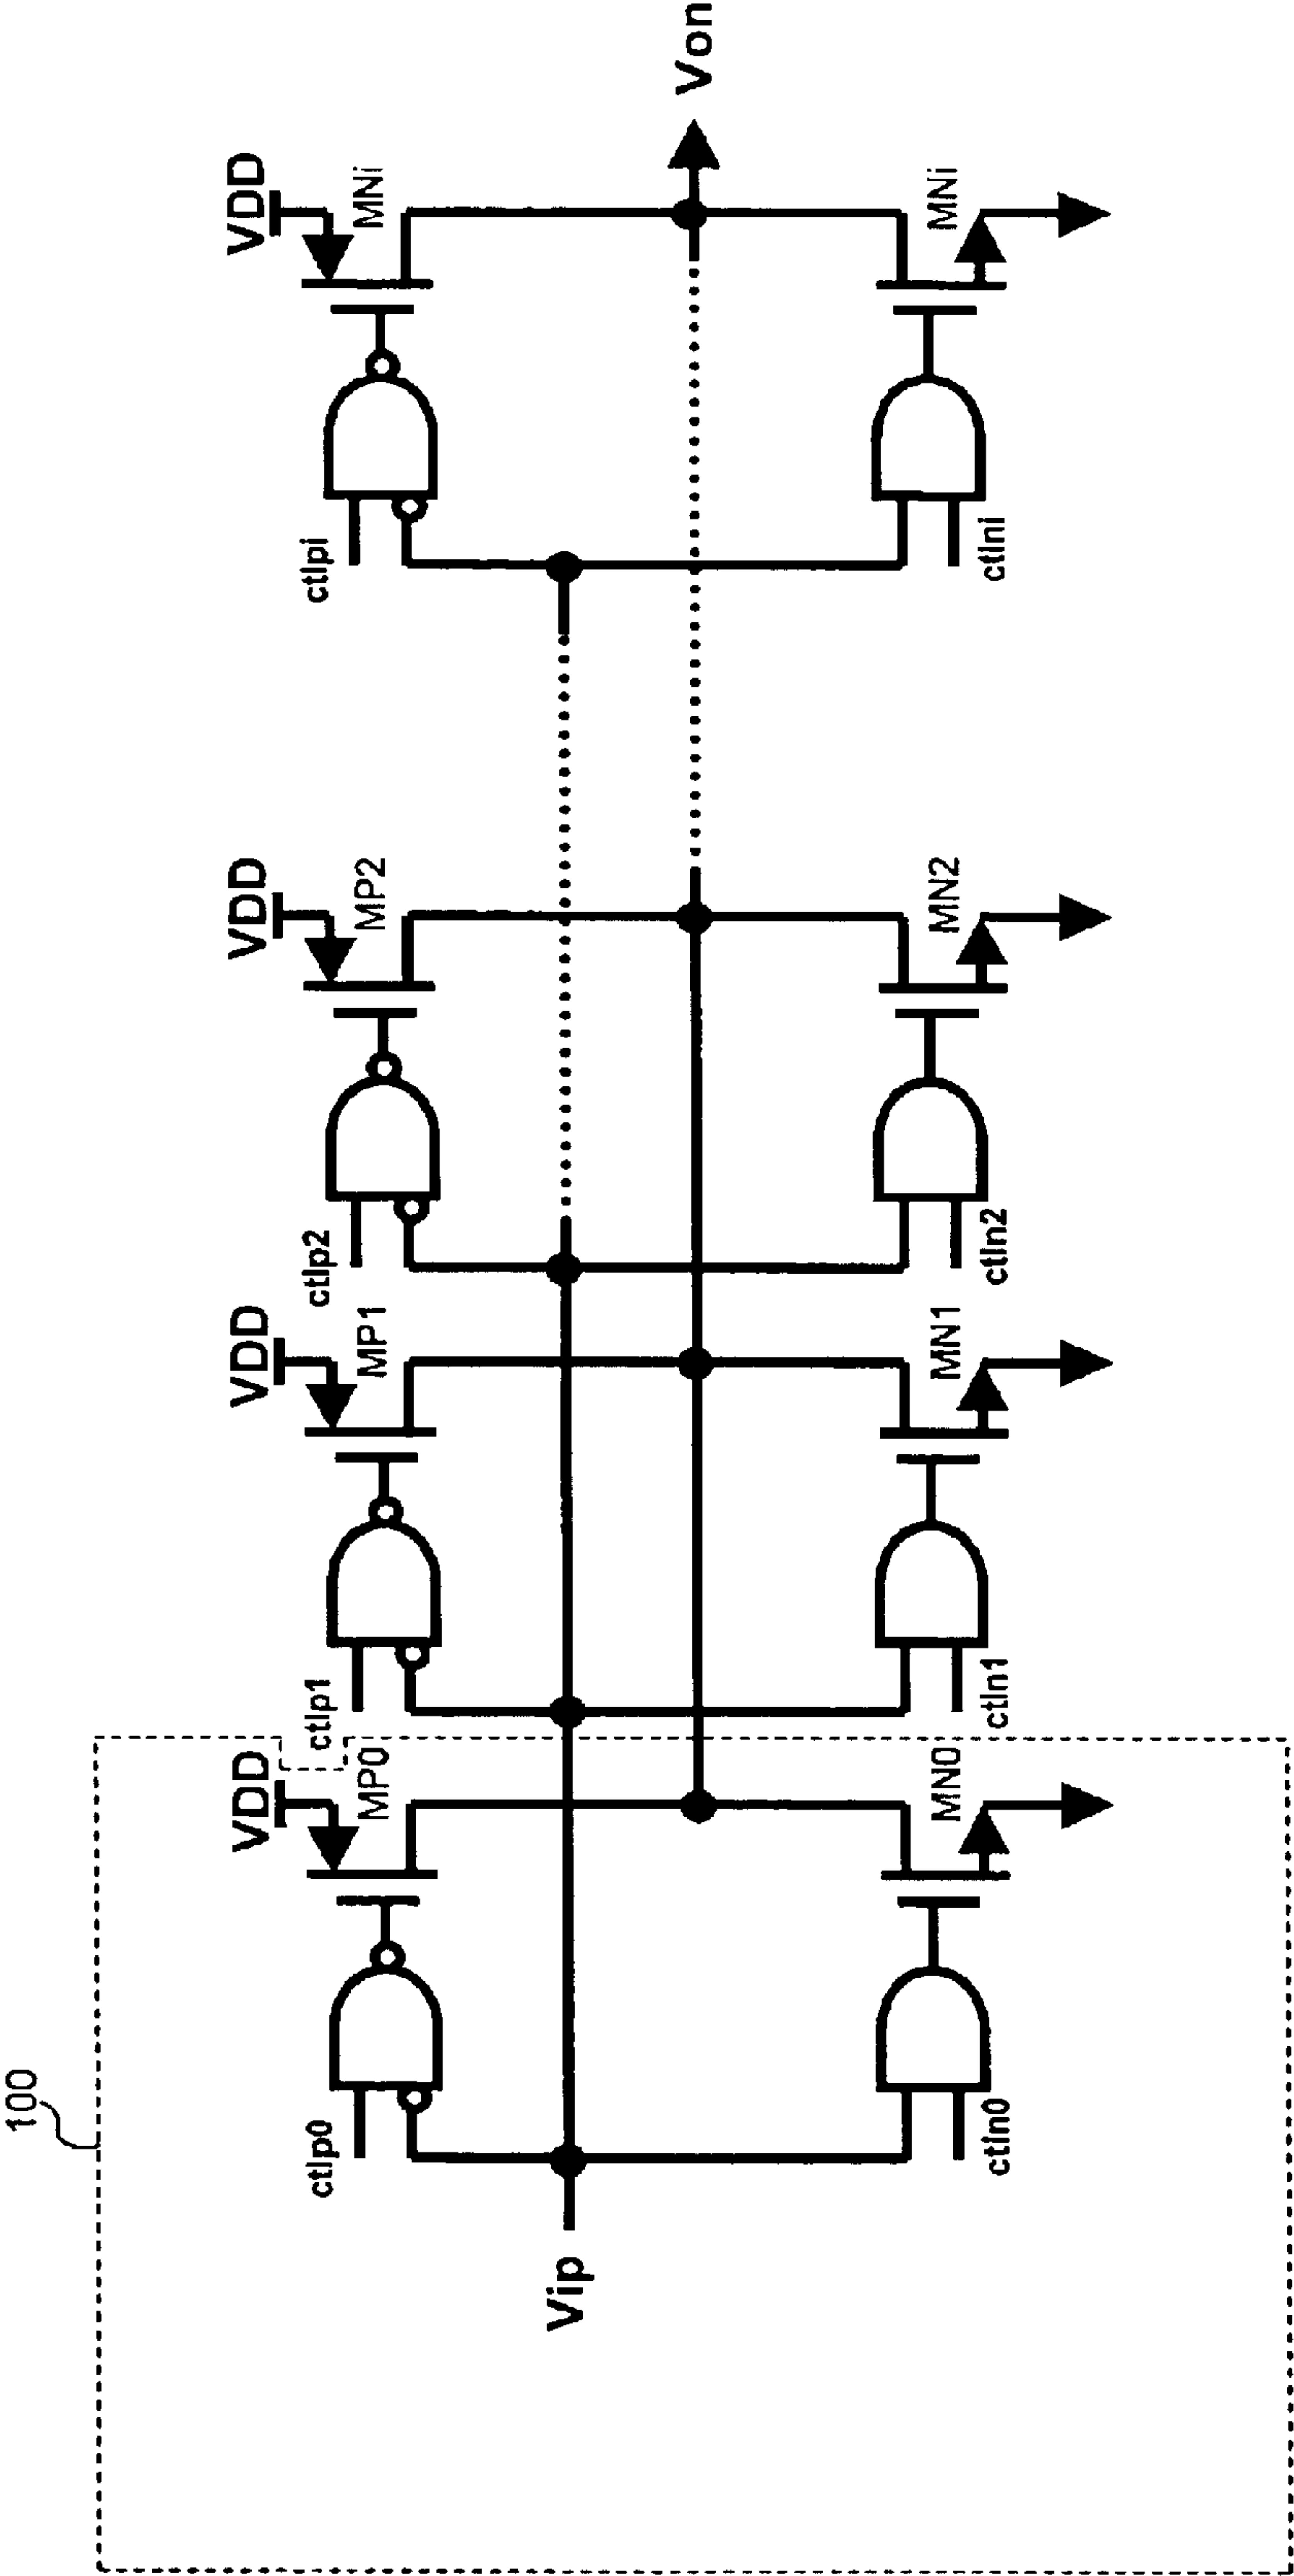 100
VDD
VDD
VDD
VDD
MP0
MP1
MP2
MNi
ctlp0
ctlp1
ctlp2
ctlpi
Vip
Von
MN0
MN1
MN2
MNi
ctln0
ctln1
ctln2
ctlni